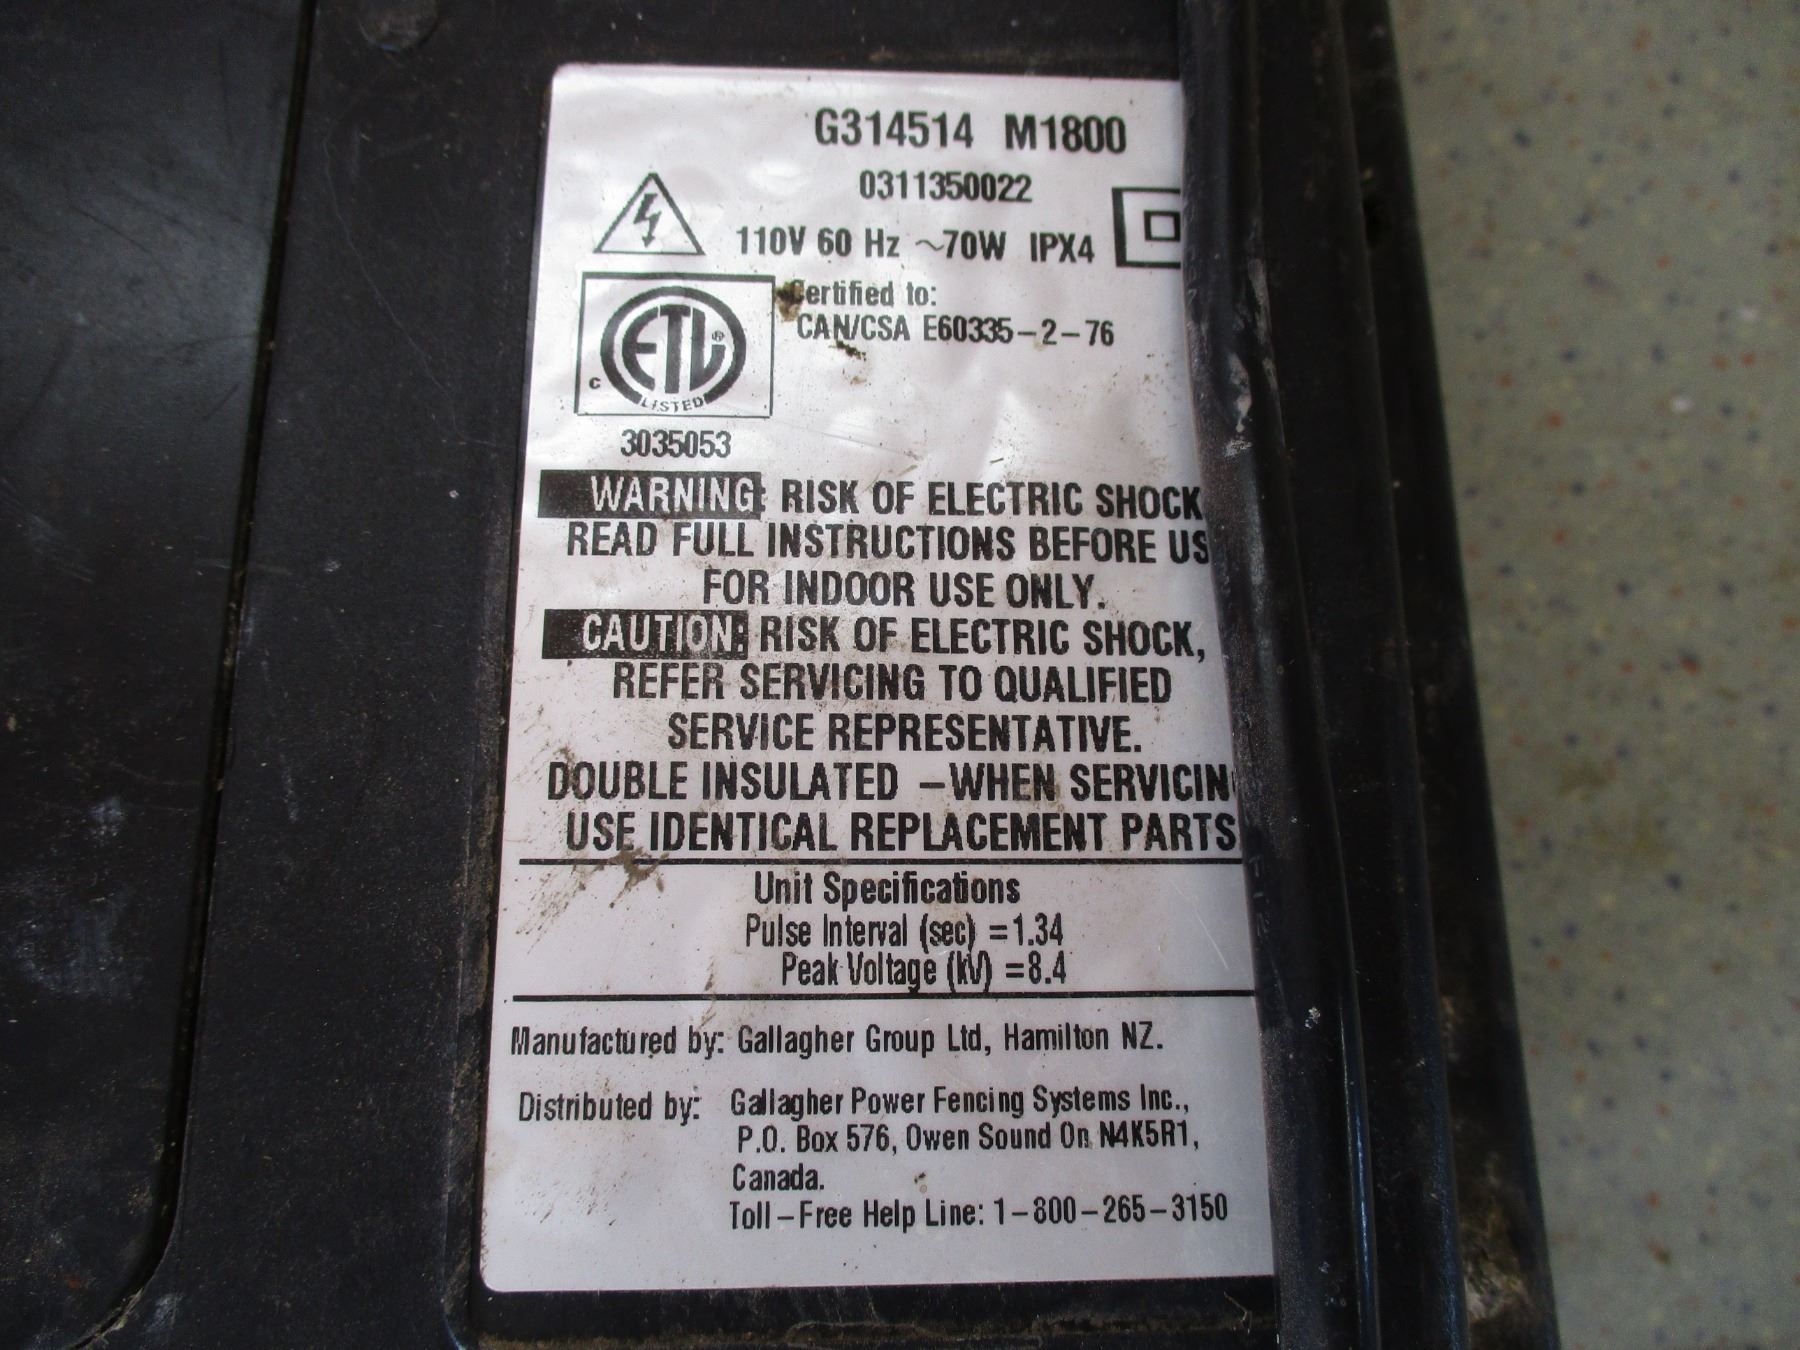 G314514 M1800
0311350022
110V 60 Hz ~70W IPX4
Certified to:
CAN/CSA E60335-2-76
ETL®
C
LISTED
3035053
WARNING: RISK OF ELECTRIC SHOCK
READ FULL INSTRUCTIONS BEFORE US
FOR INDOOR USE ONLY.
CAUTION: RISK OF ELECTRIC SHOCK,
REFER SERVICING TO QUALIFIED
SERVICE REPRESENTATIVE.
DOUBLE INSULATED -WHEN SERVICIN
USE IDENTICAL REPLACEMENT PARTS
Unit Specifications
Pulse Interval (sec) =1.34
Peak Voltage (kV) =8.4
Manufactured by: Gallagher Group Ltd, Hamilton NZ.
Distributed by: Gallagher Power Fencing Systems Inc.,
P.O. Box 576, Owen Sound On N4K5R1,
Canada.
Toll-Free Help Line: 1-800-265-3150